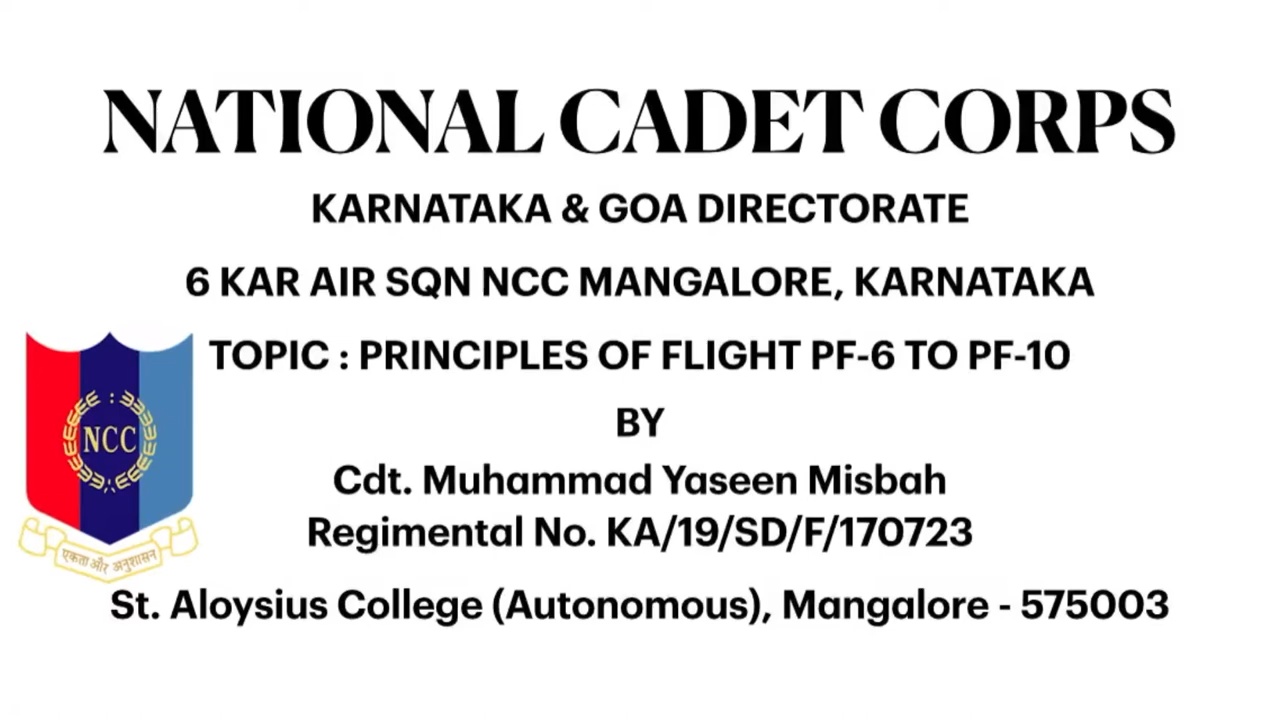 NATIONAL CADET CORPS
KARNATAKA & GOA DIRECTORATE
6 KAR AIR SQN NCC MANGALORE, KARNATAKA
TOPIC : PRINCIPLES OF FLIGHT PF-6 TO PF-10
BY
NCC
Cdt. Muhammad Yaseen Misbah
Regimental No. KA/19/SD/F/170723
एकता और अनुशासन
St. Aloysius College (Autonomous), Mangalore - 575003